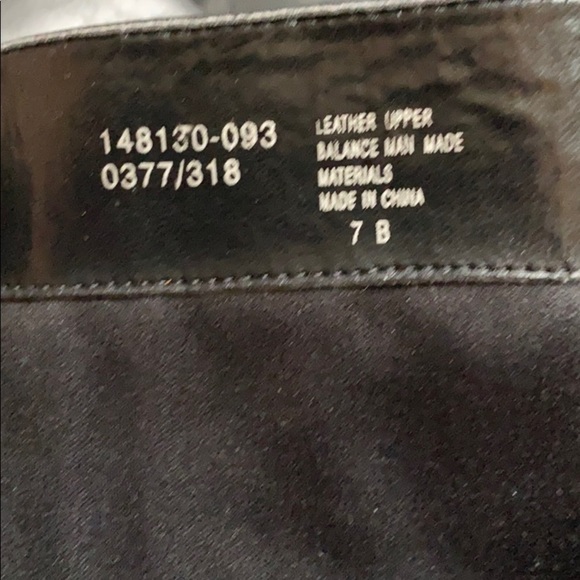 148130-093
0377/318
LEATHER UPPER
BALANCE MAN MADE
MATERIALS
MADE IN CHINA
7 B